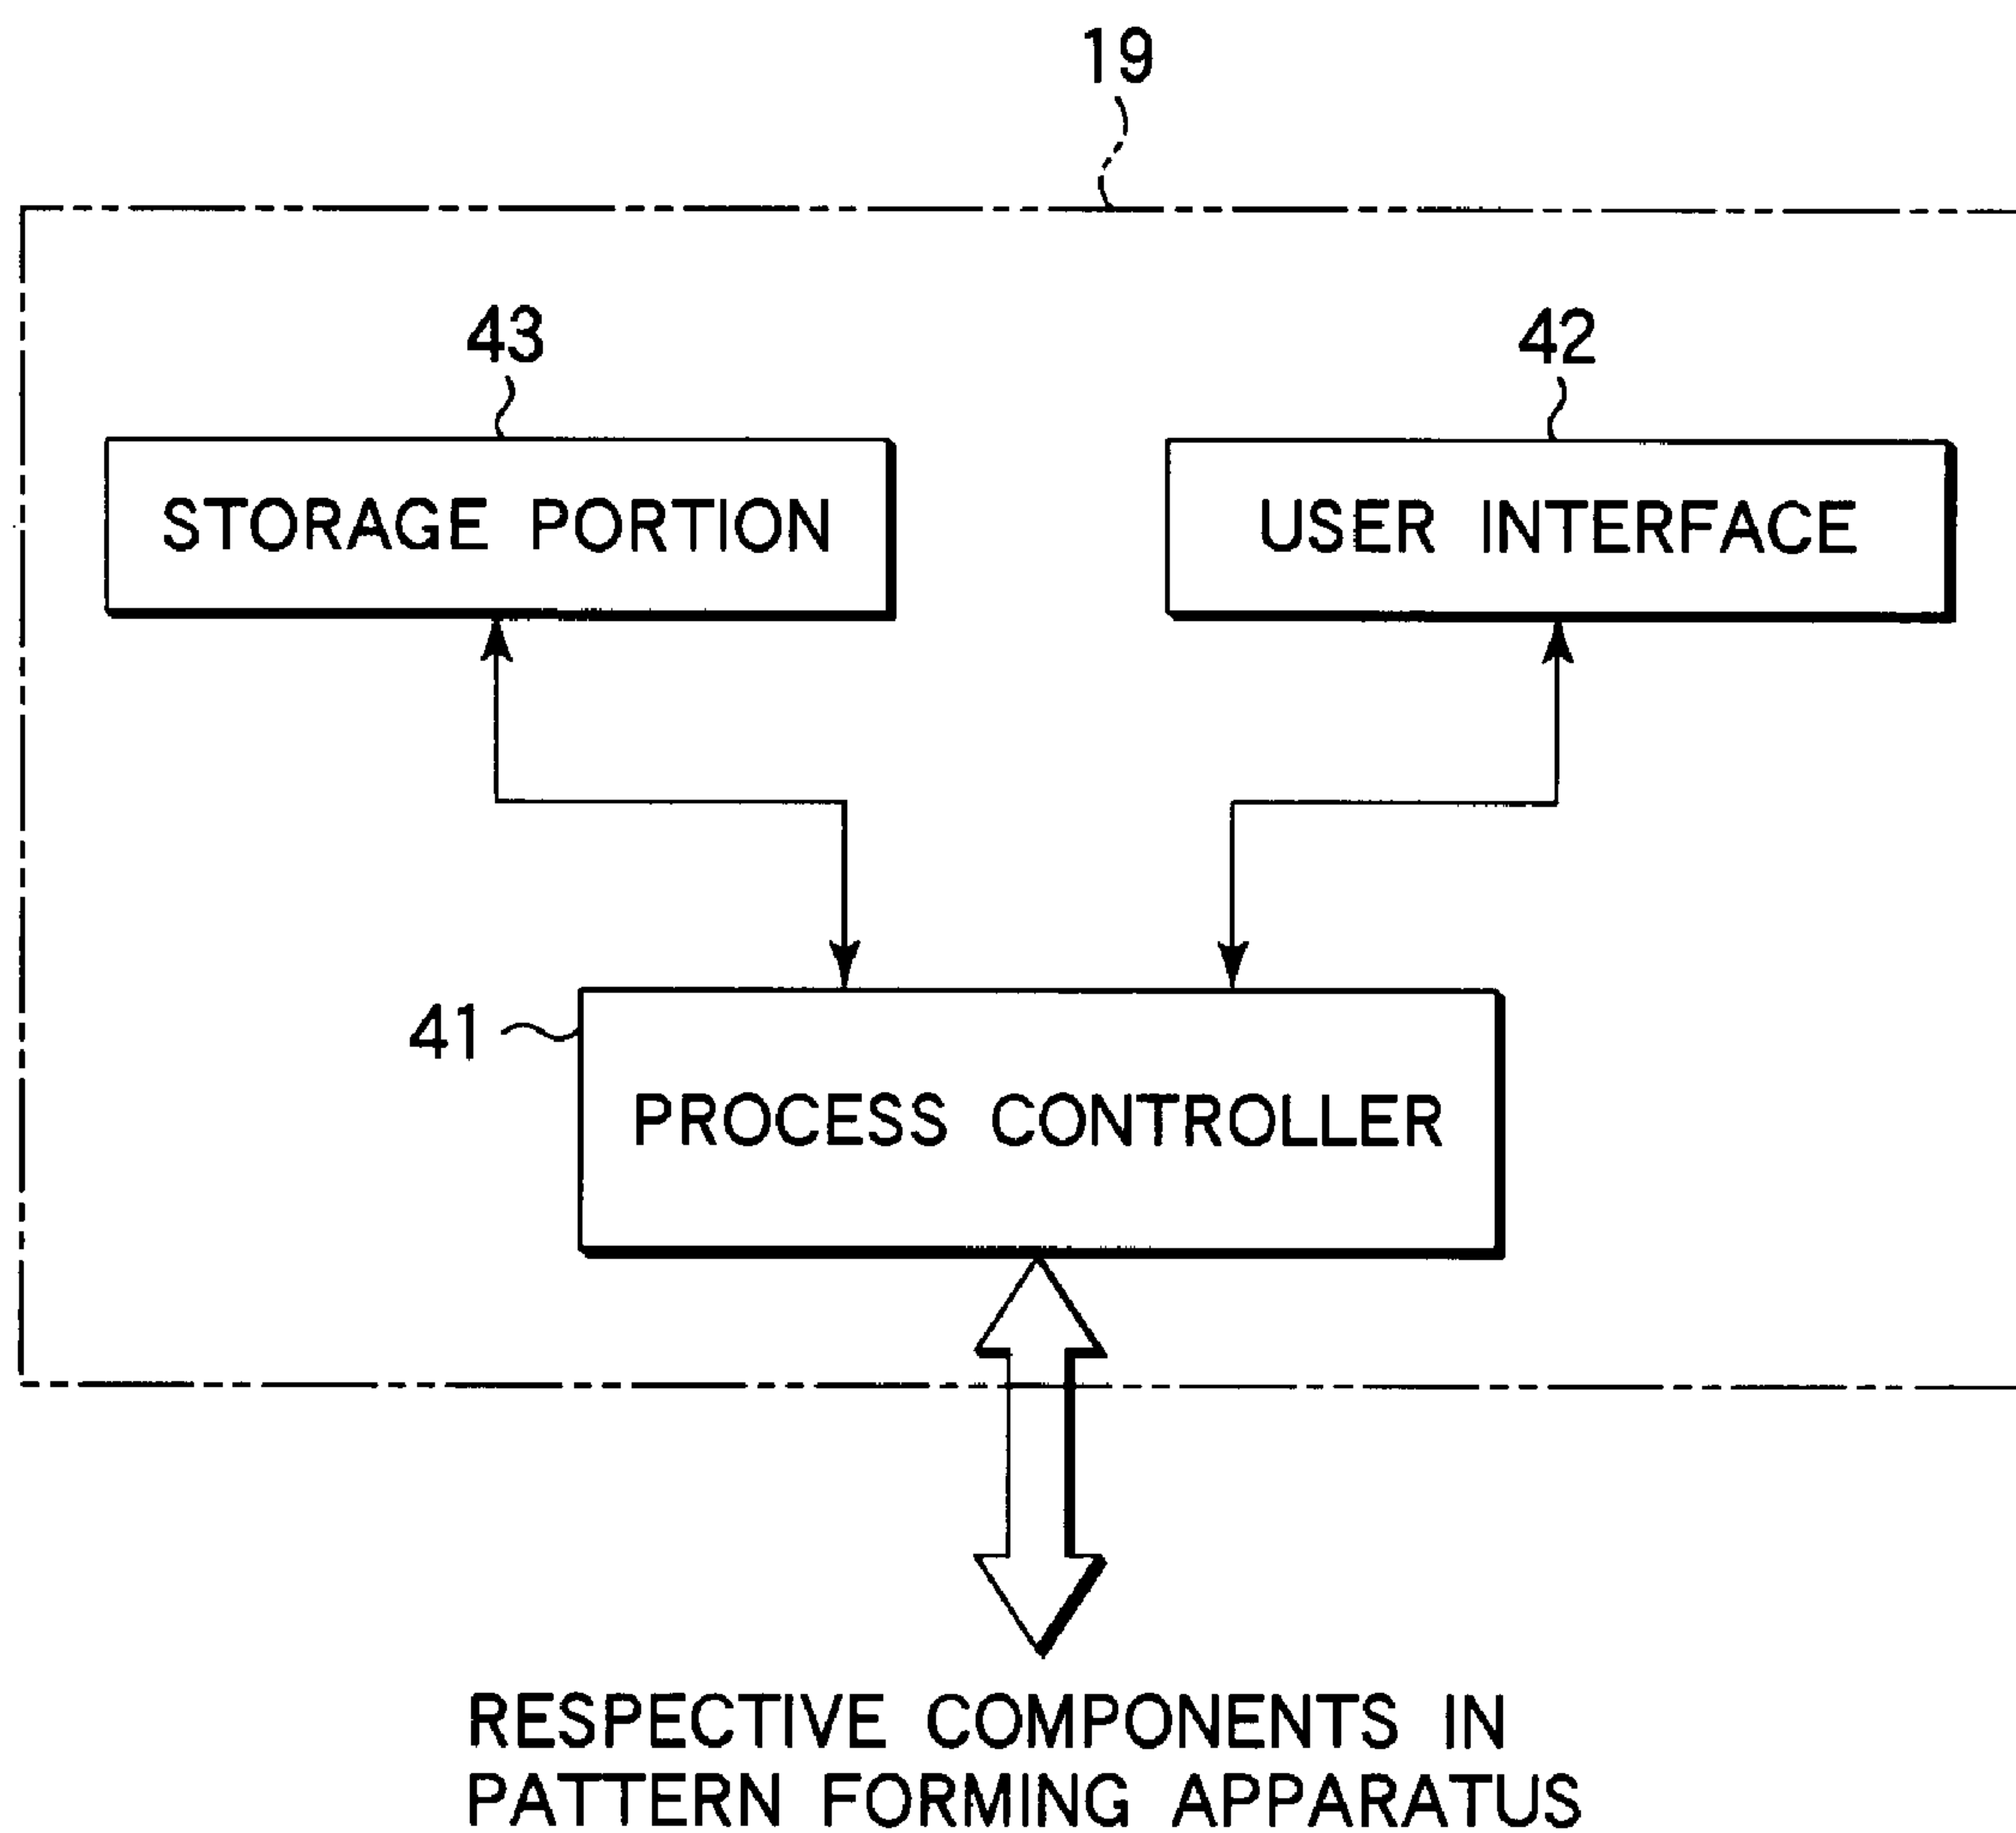 19
43
42
STORAGE PORTION
USER INTERFACE
41
PROCESS CONTROLLER
RESPECTIVE COMPONENTS IN
PATTERN FORMING APPARATUS